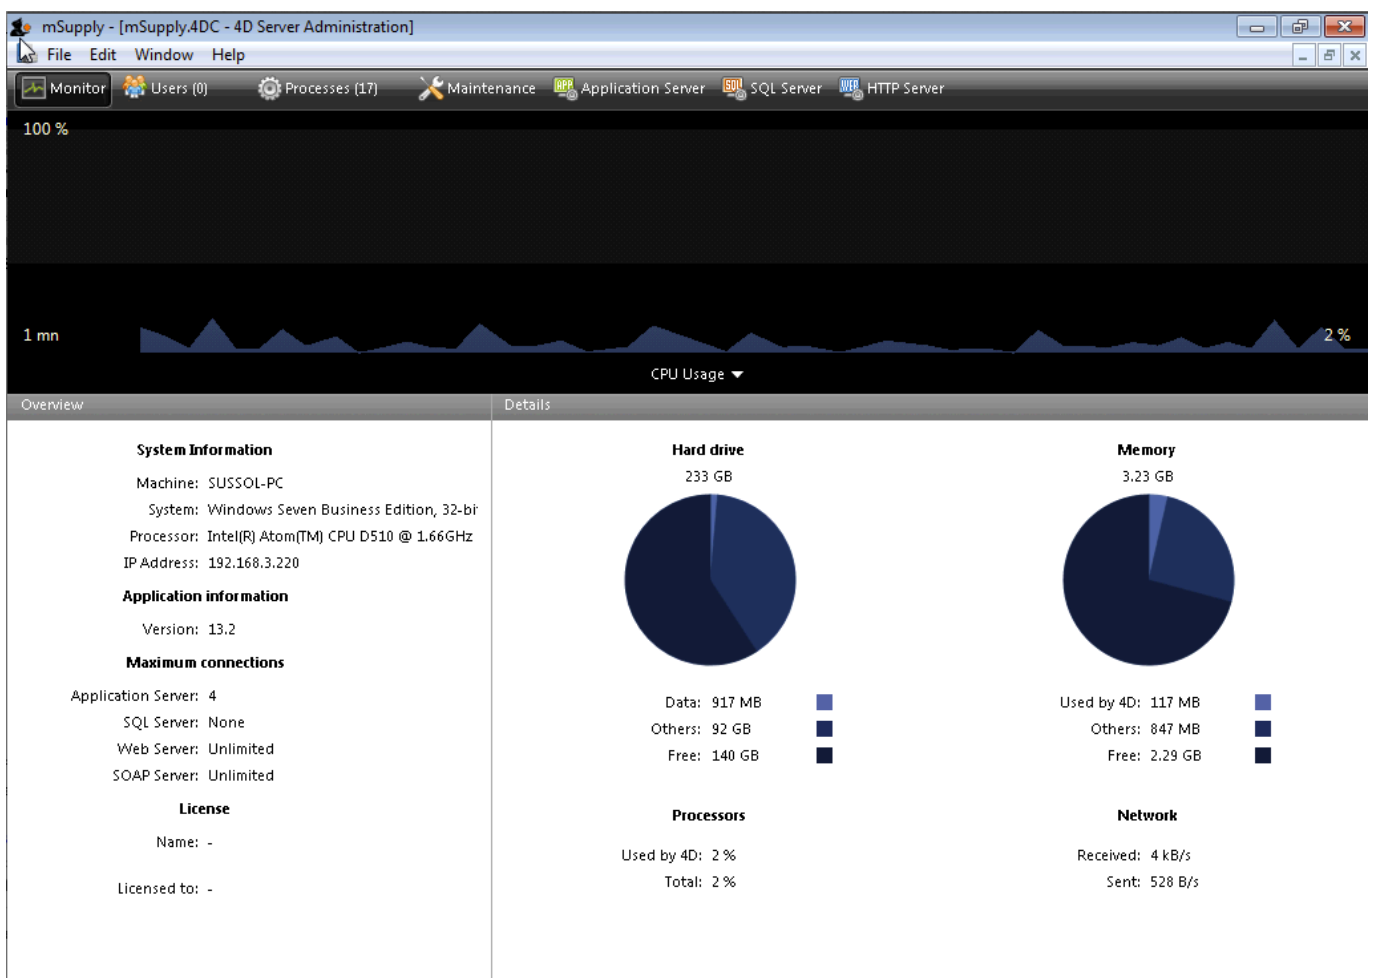 mSupply - [mSupply.4DC - 4D Server Administration]
File Edit Window Help
Monitor Users (0) Processes (17) Maintenance Application Server SQL Server HTTP Server
100 %
1 mn 2 %
CPU Usage
Overview Details
System Information
Machine: SUSSOL-PC
System: Windows Seven Business Edition, 32-bi
Processor: Intel(R) Atom(TM) CPU D510 @ 1.66GHz
IP Address: 192.168.3.220
Application information
Version: 13.2
Maximum connections
Application Server: 4
SQL Server: None
Web Server: Unlimited
SOAP Server: Unlimited
License
Name: -
Licensed to: -
Hard drive
233 GB
Data: 917 MB
Others: 92 GB
Free: 140 GB
Memory
3.23 GB
Used by 4D: 117 MB
Others: 847 MB
Free: 2.29 GB
Processors
Used by 4D: 2 %
Total: 2 %
Network
Received: 4 kB/s
Sent: 528 B/s